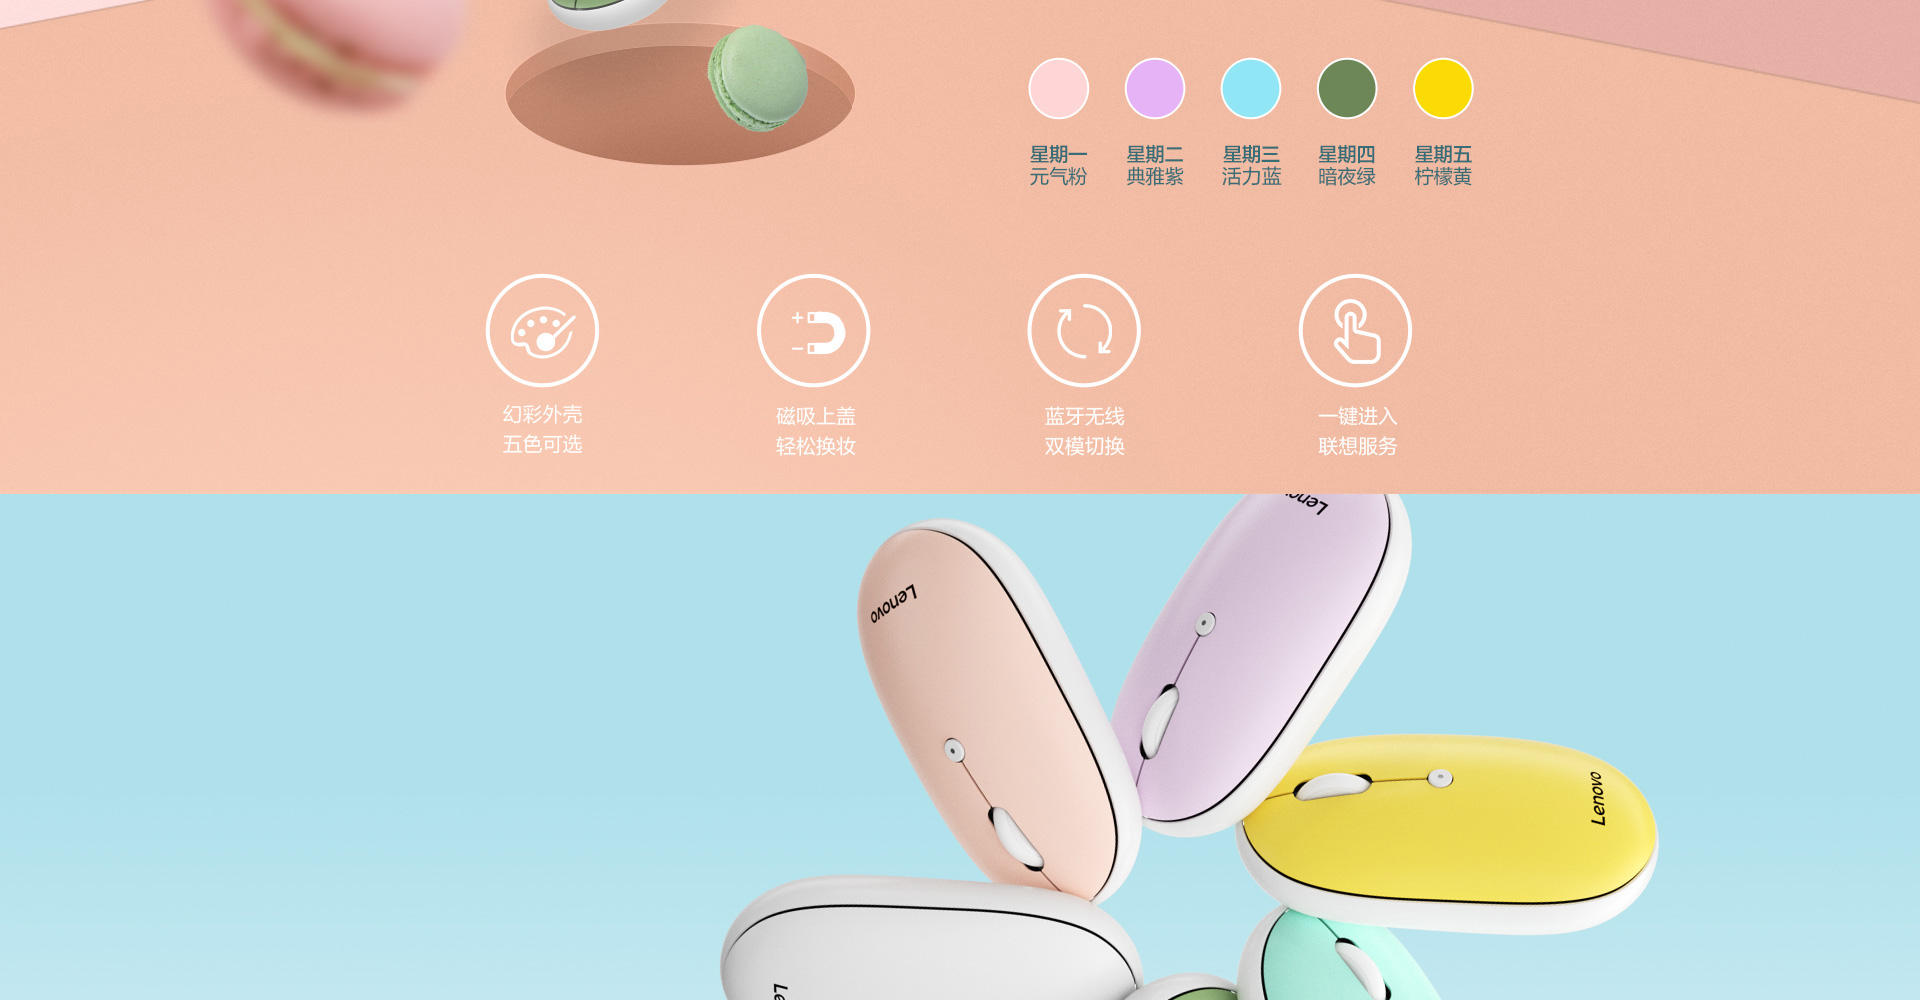 星期一
元气粉
星期二
典雅紫
星期三
活力蓝
星期四
暗夜绿
星期五
柠檬黄
幻彩外壳
五色可选
磁吸上盖
轻松换妆
蓝牙无线
双模切换
一键进入
联想服务
Lenovo
Lenovo